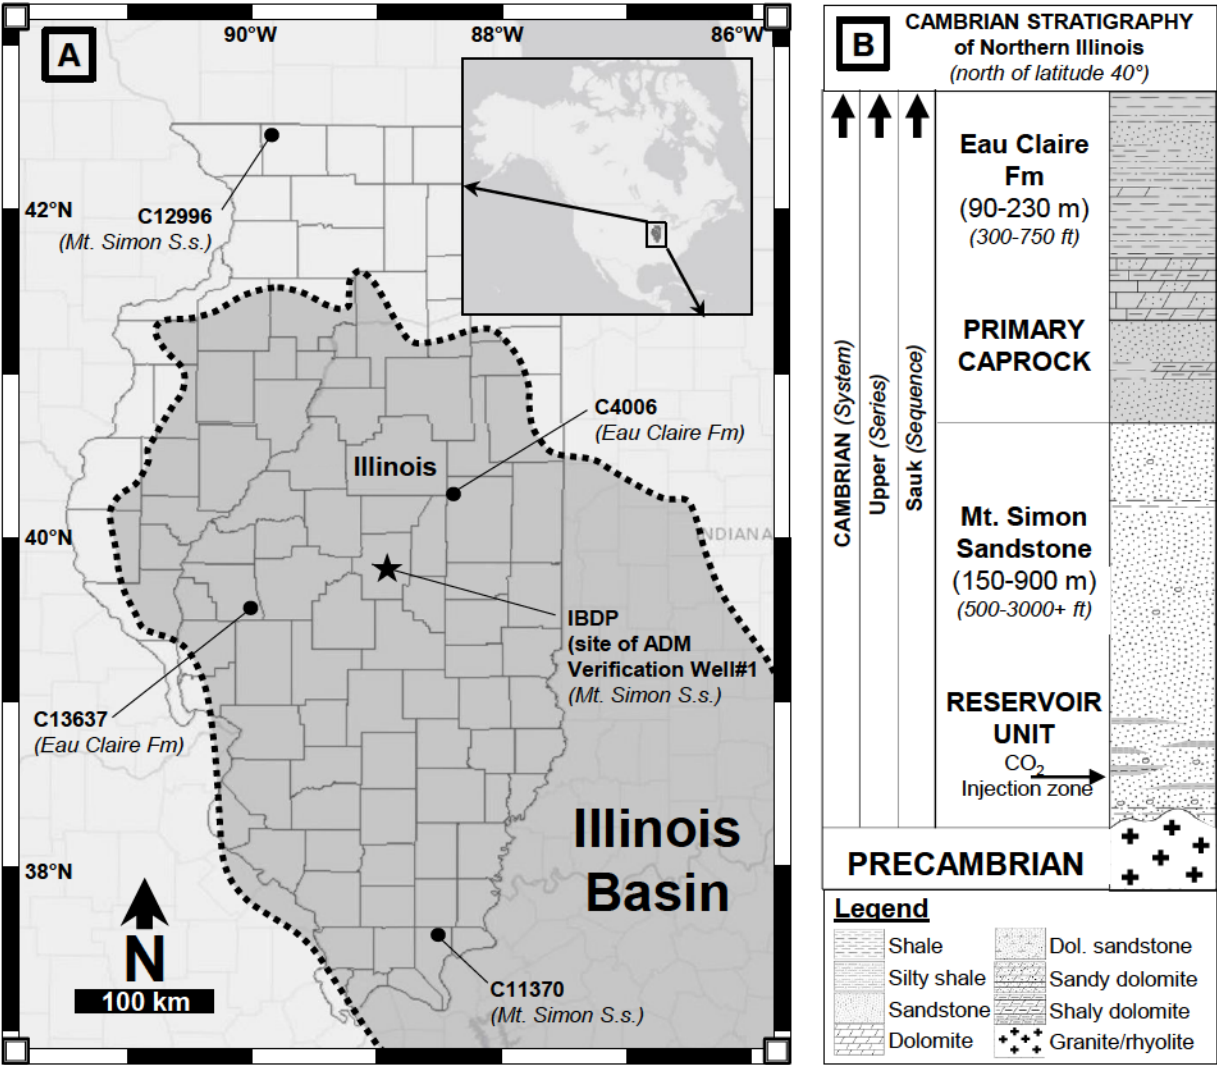 A
90°W
88°W
86°W
42°N
C12996
(Mt. Simon S.s.)
C4006
(Eau Claire Fm)
Illinois
40°N
NDIANA
IBDP
(site of ADM
Verification Well#1
(Mt. Simon S.s.)
C13637
(Eau Claire Fm)
Illinois
Basin
38°N
N
100 km
C11370
(Mt. Simon S.s.)
B
CAMBRIAN STRATIGRAPHY
of Northern Illinois
(north of latitude 40°)
CAMBRIAN (System)
Upper (Series)
Sauk (Sequence)
Eau Claire
Fm
(90-230 m)
(300-750 ft)
PRIMARY
CAPROCK
Mt. Simon
Sandstone
(150-900 m)
(500-3000+ ft)
RESERVOIR
UNIT
CO2
Injection zone
PRECAMBRIAN
Legend
Shale
Silty shale
Sandstone
Dolomite
Dol. sandstone
Sandy dolomite
Shaly dolomite
Granite/rhyolite